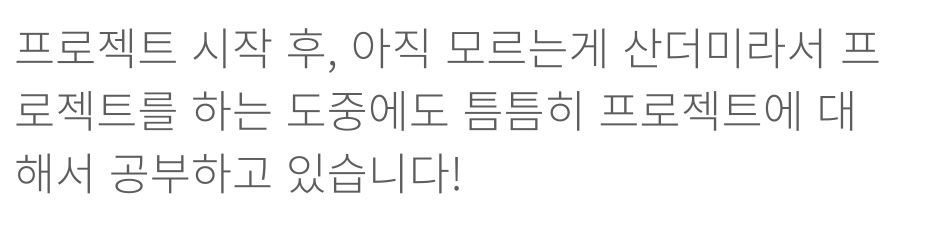 프로젝트 시작 후, 아직 모르는게 산더미라서 프
로젝트를 하는 도중에도 틈틈히 프로젝트에 대
해서 공부하고 있습니다!